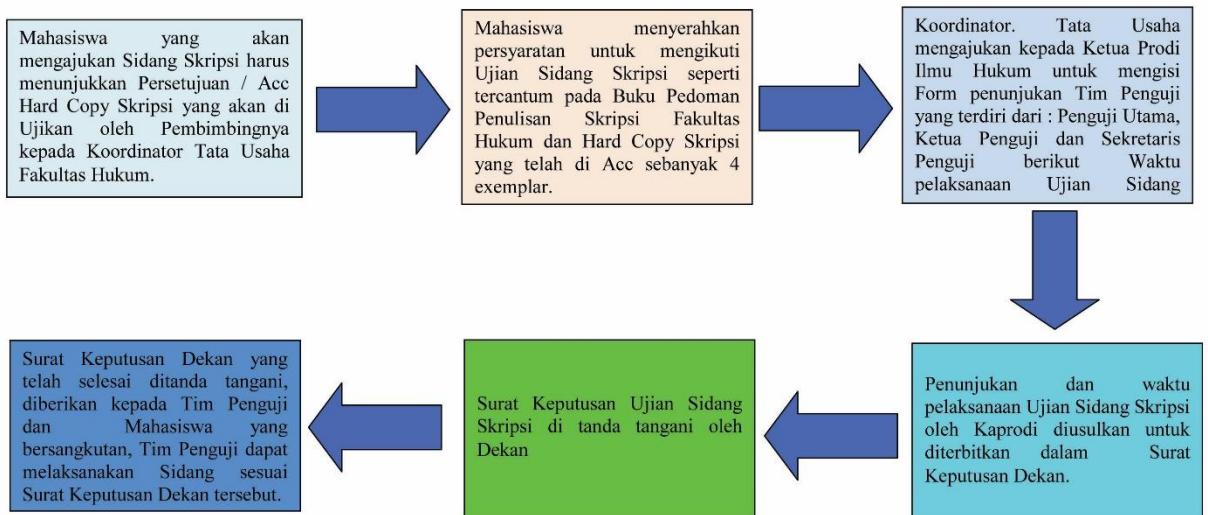 Mahasiswa yang akan
mengajukan Sidang Skripsi harus
menunjukkan Persetujuan / Acc
Hard Copy Skripsi yang akan di
Ujikan oleh Pembimbingnya
kepada Koordinator Tata Usaha
Fakultas Hukum.
Mahasiswa menyerahkan
persyaratan untuk mengikuti
Ujian Sidang Skripsi seperti
tercantum pada Buku Pedoman
Penulisan Skripsi Fakultas
Hukum dan Hard Copy Skripsi
yang telah di Acc sebanyak 4
exemplar.
Koordinator. Tata Usaha
mengajukan kepada Ketua Prodi
Ilmu Hukum untuk mengisi
Form penunjukan Tim Penguji
yang terdiri dari : Penguji Utama,
Ketua Penguji dan Sekretaris
Penguji berikut Waktu
pelaksanaan Ujian Sidang
Penunjukan dan waktu
pelaksanaan Ujian Sidang Skripsi
oleh Kaprodi diusulkan untuk
diterbitkan dalam Surat
Keputusan Dekan.
Surat Keputusan Ujian Sidang
Skripsi di tanda tangani oleh
Dekan
Surat Keputusan Dekan yang
telah selesai ditanda tangani,
diberikan kepada Tim Penguji
dan Mahasiswa yang
bersangkutan, Tim Penguji dapat
melaksanakan Sidang sesuai
Surat Keputusan Dekan tersebut.